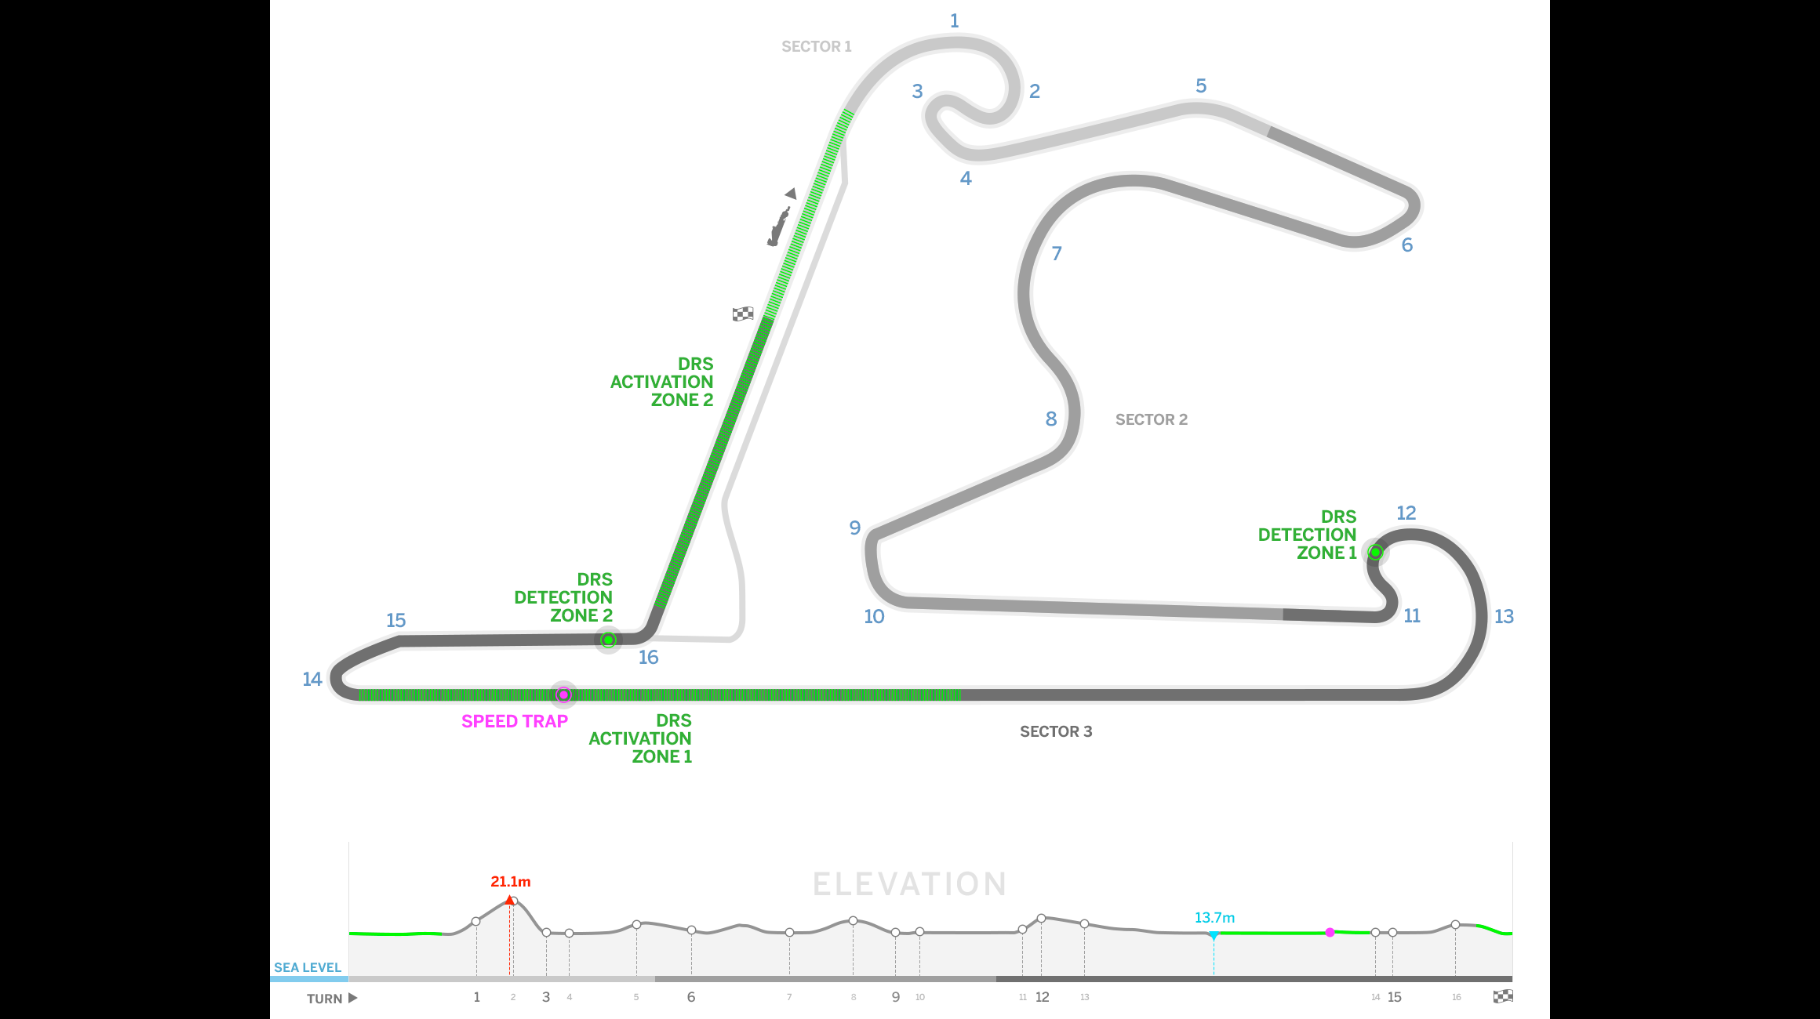 1
SECTOR 1
5
3
2
4
6
7
DRS
ACTIVATION
ZONE 2
8
SECTOR 2
DRS
DETECTION
ZONE 1
12
9
DRS
DETECTION
ZONE 2
10
11
13
15
16
14
SPEED TRAP
DRS
ACTIVATION
ZONE 1
SECTOR 3
ELEVATION
21.1m
13.7m
SEA LEVEL
TURN 1 2 3 4 5 6 7 8 9 10 11 12 13 14 15 16